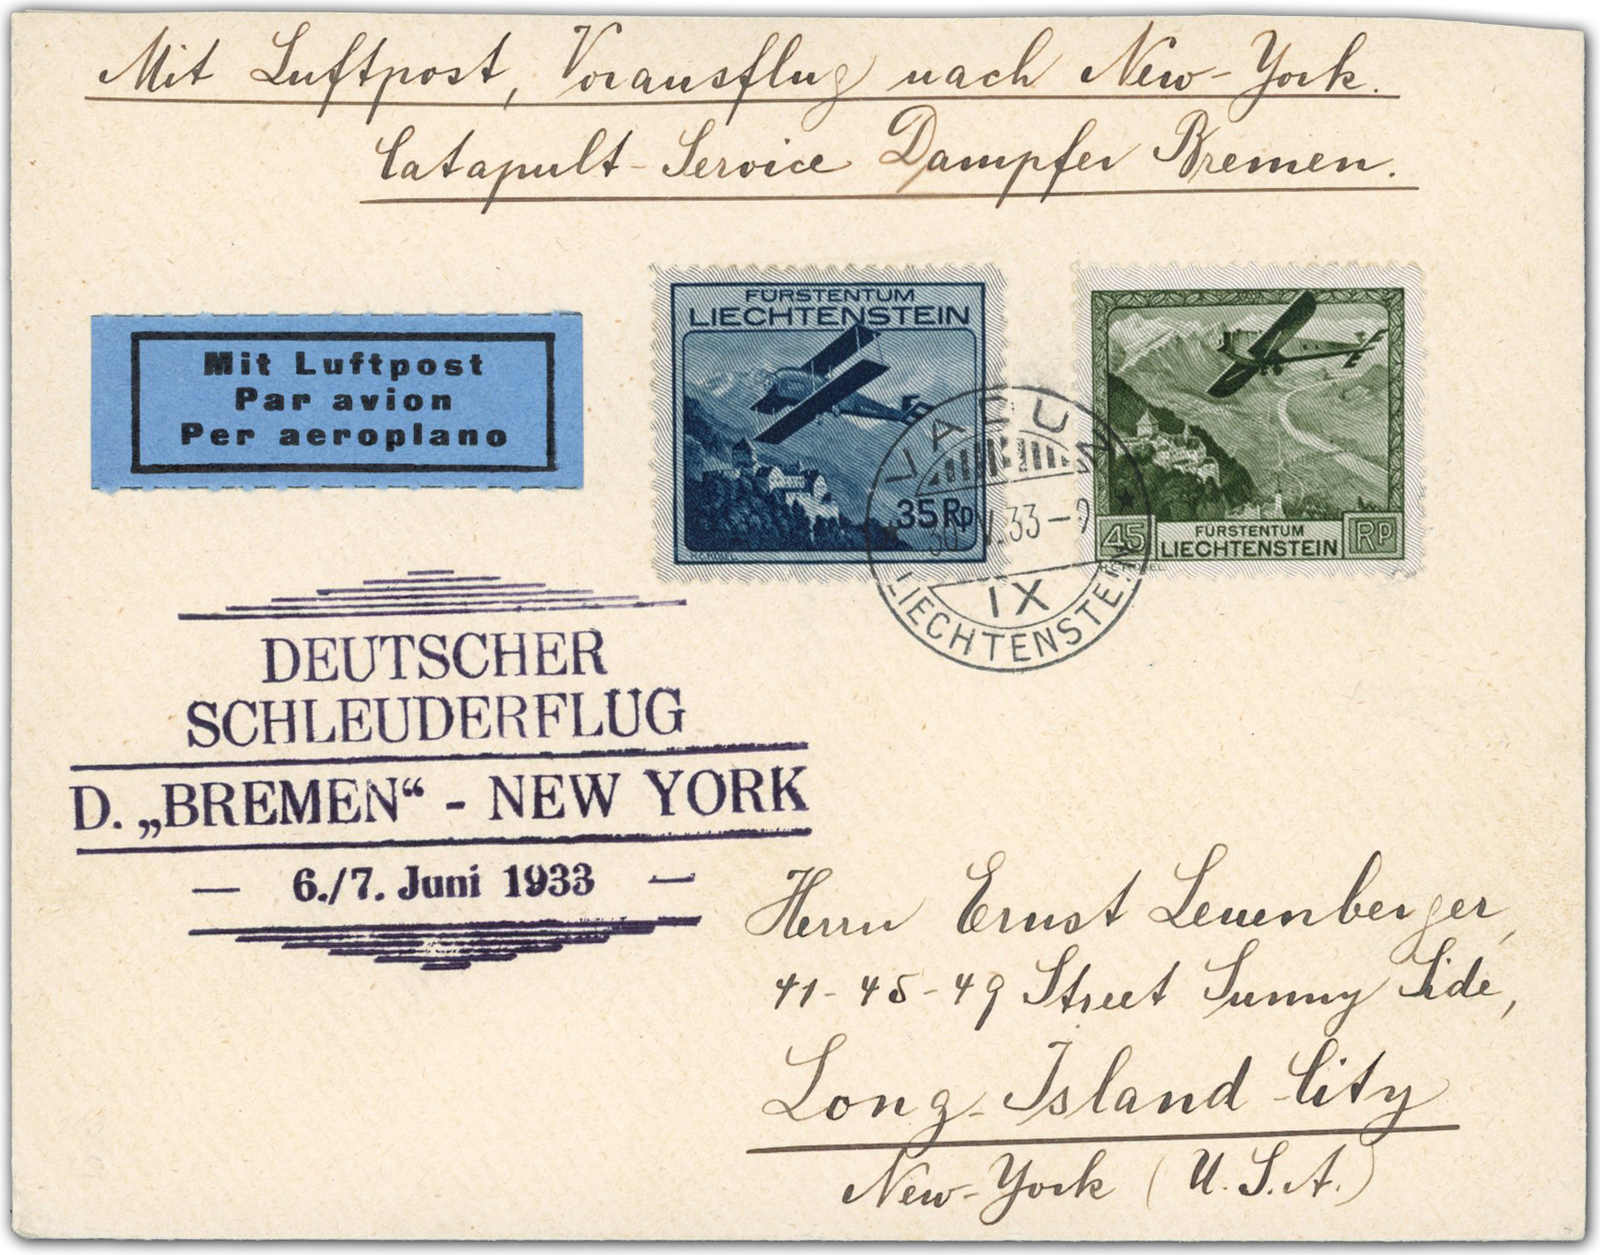 Mit Luftpost, Vorausflug nach New-York.
Catapult-Service Dampfer Bremen.
FÜRSTENTUM
LIECHTENSTEIN
35 Rp
45
FÜRSTENTUM
LIECHTENSTEIN
RP
Mit Luftpost
Par avion
Per aeroplano
VADUZ
33-
IX
LIECHTENSTEIN
DEUTSCHER
SCHLEUDERFLUG
D. „BREMEN“ - NEW YORK
— 6./7. Juni 1933 —
Herrn Ernst Leuenberger,
41-45-49 Street Sunny Side,
Long-Island City
New-York (U.S.A.)